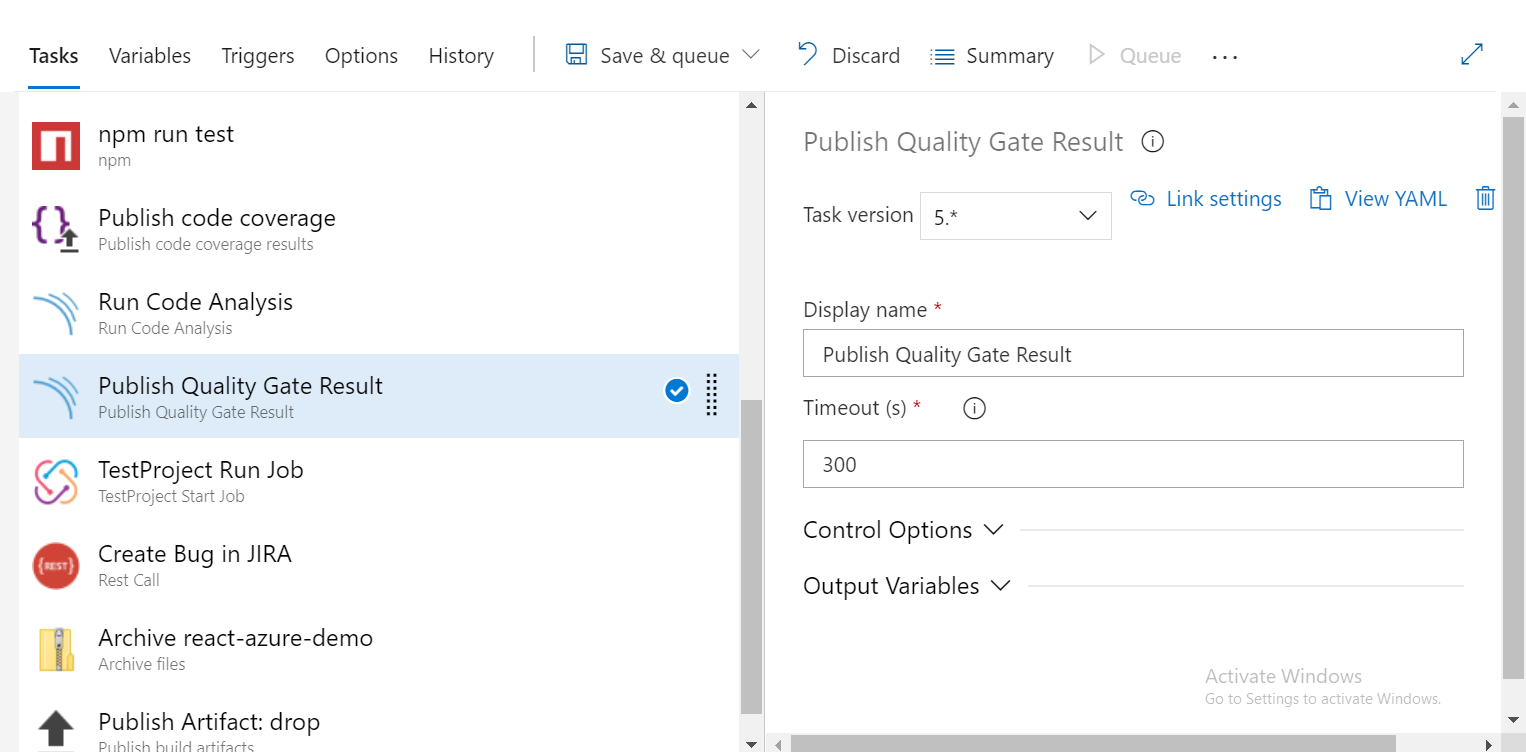 Tasks Variables Triggers Options History Save & queue Discard Summary Queue ...
npm run test
npm
Publish code coverage
Publish code coverage results
Run Code Analysis
Run Code Analysis
Publish Quality Gate Result
Publish Quality Gate Result
TestProject Run Job
TestProject Start Job
{REST}
Create Bug in JIRA
Rest Call
Archive react-azure-demo
Archive files
Publish Artifact: drop
Publish build artifacts
Publish Quality Gate Result
Task version 5.* Link settings View YAML
Display name *
Publish Quality Gate Result
Timeout (s) *
300
Control Options
Output Variables
Activate Windows
Go to Settings to activate Windows.